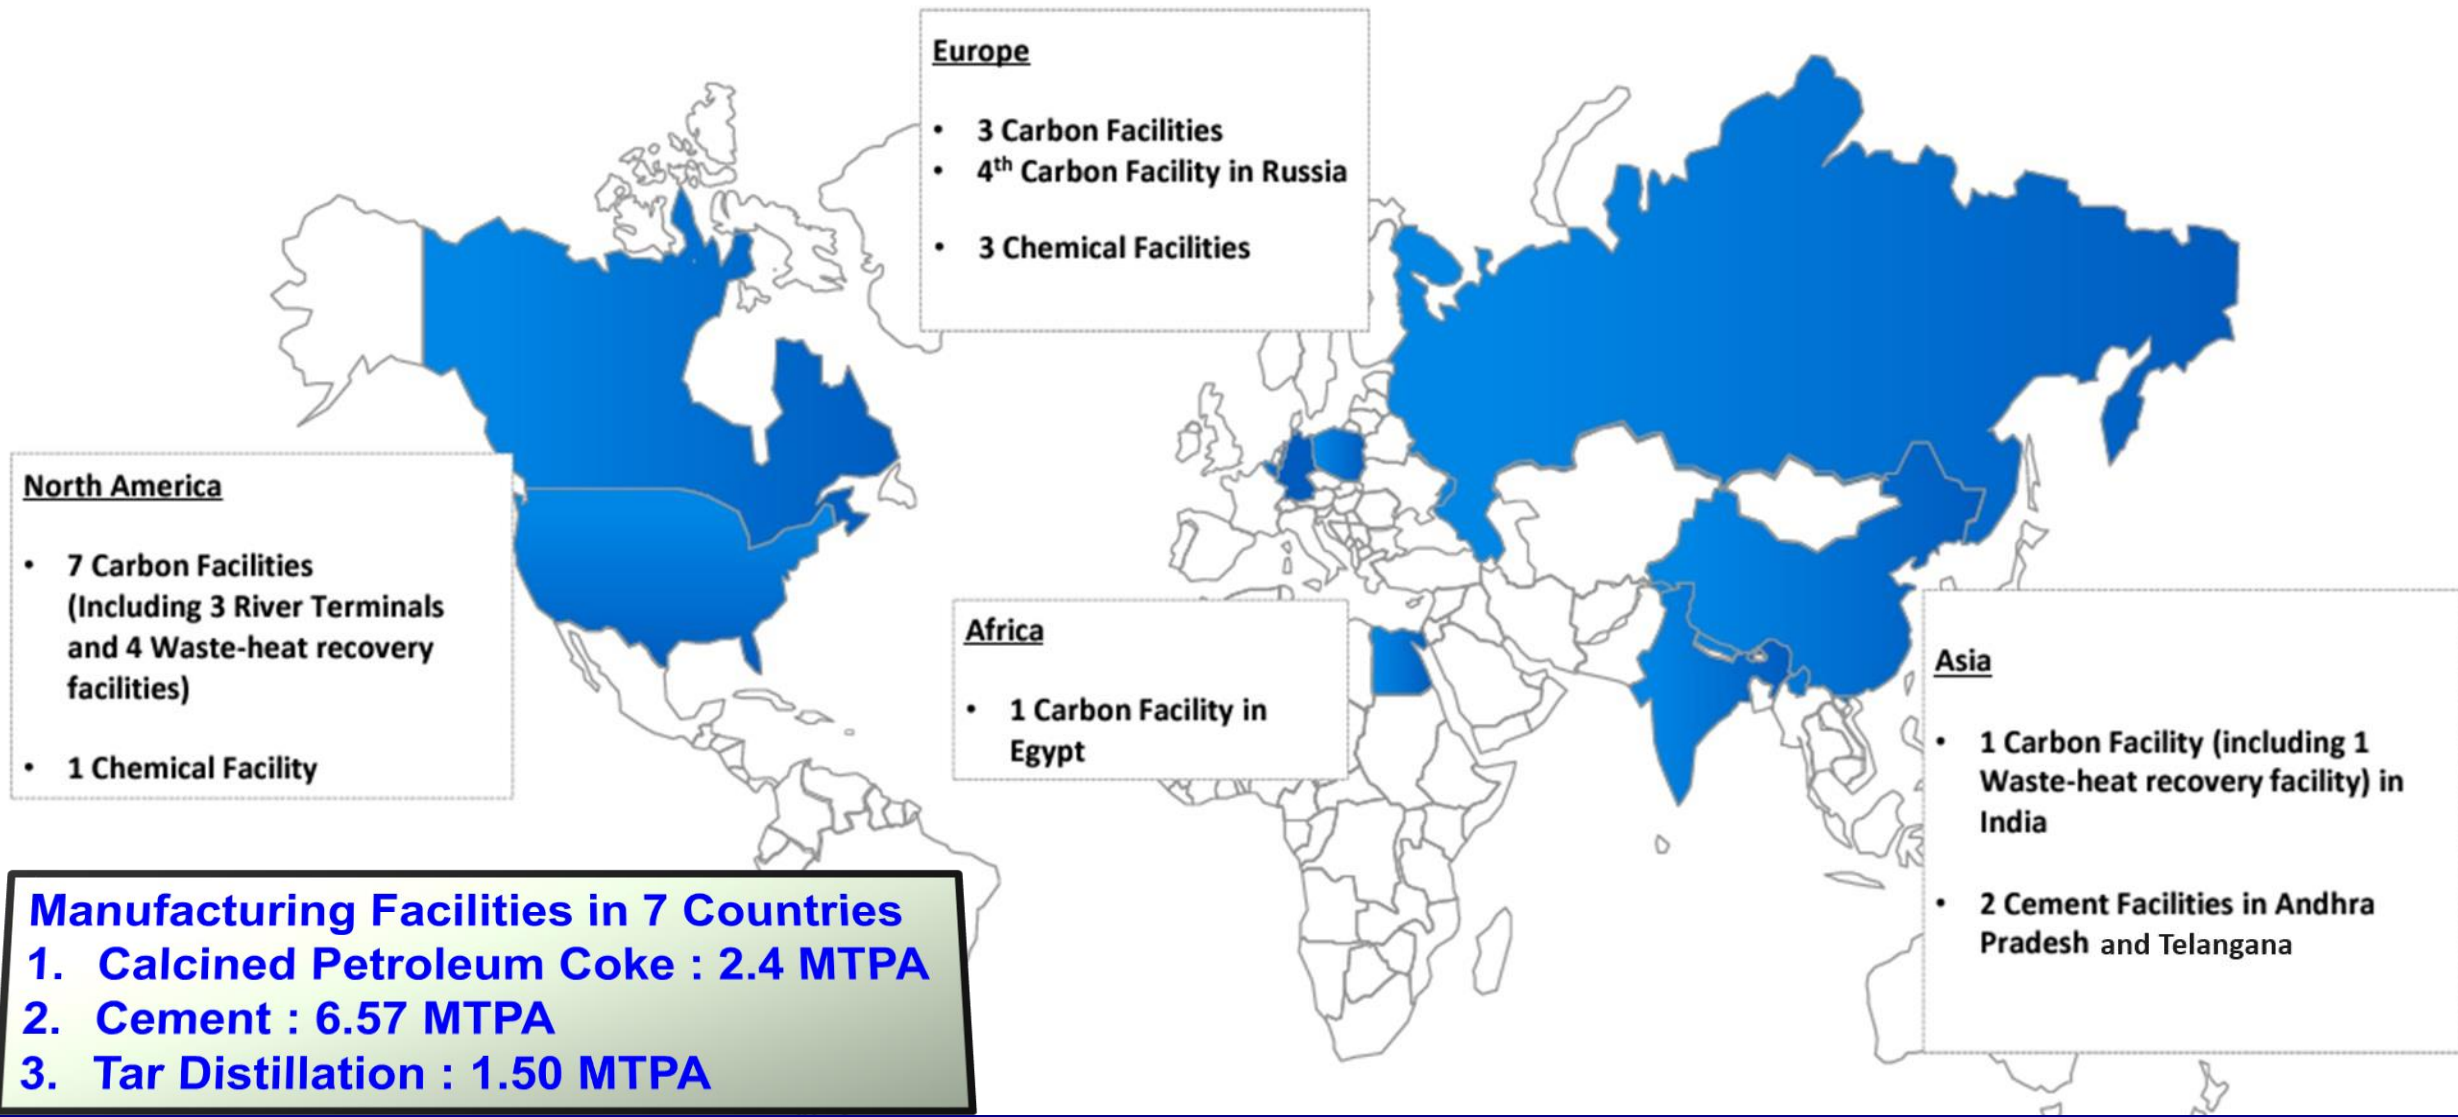 Europe
• 3 Carbon Facilities
• 4th Carbon Facility in Russia
• 3 Chemical Facilities
North America
• 7 Carbon Facilities
(Including 3 River Terminals
and 4 Waste-heat recovery
facilities)
• 1 Chemical Facility
Africa
• 1 Carbon Facility in
Egypt
Asia
• 1 Carbon Facility (including 1
Waste-heat recovery facility) in
India
• 2 Cement Facilities in Andhra
Pradesh and Telangana
Manufacturing Facilities in 7 Countries
1. Calcined Petroleum Coke : 2.4 MTPA
2. Cement : 6.57 MTPA
3. Tar Distillation : 1.50 MTPA